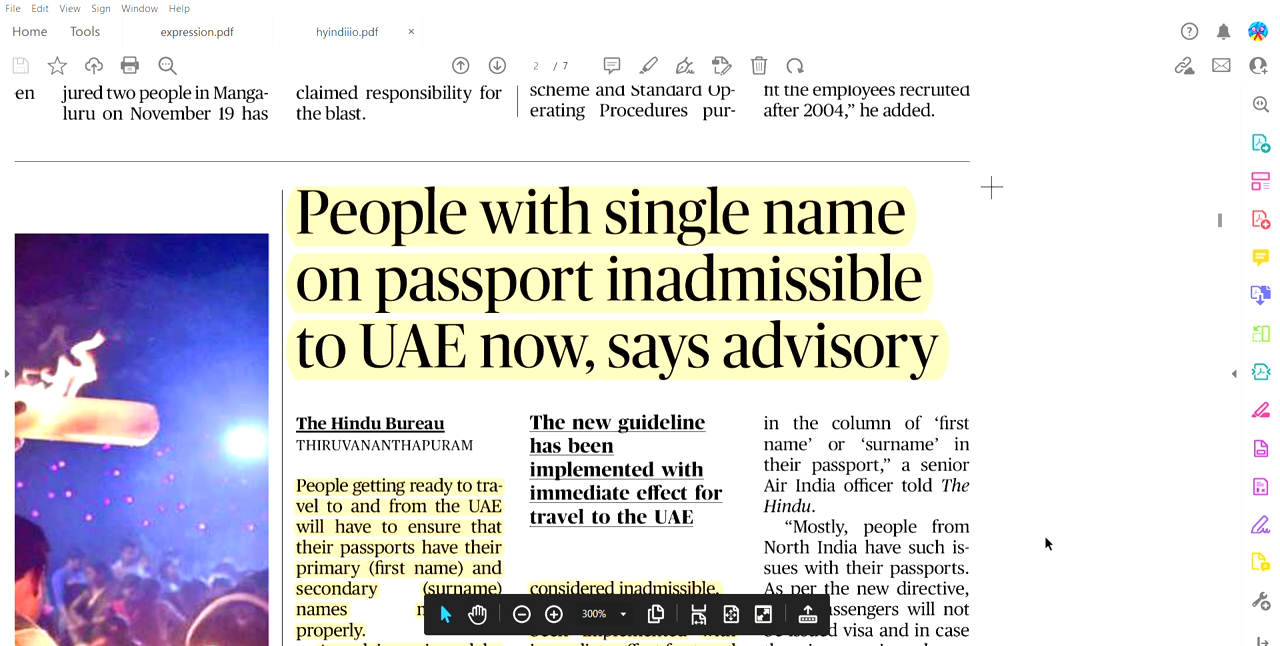 File Edit View Sign Window Help
Home Tools expression.pdf hyindiiio.pdf ×
2 / 7
en
jured two people in Manga-
luru on November 19 has
claimed responsibility for
the blast.
scheme and Standard Op-
erating Procedures pur-
fit the employees recruited
after 2004,” he added.
People with single name
on passport inadmissible
to UAE now, says advisory
The Hindu Bureau
THIRUVANANTHAPURAM
People getting ready to tra-
vel to and from the UAE
will have to ensure that
their passports have their
primary (first name) and
secondary (surname)
names
properly.
The new guideline
has been
implemented with
immediate effect for
travel to the UAE
considered inadmissible.
in the column of ‘first
name’ or ‘surname’ in
their passport,” a senior
Air India officer told The
Hindu.
“Mostly, people from
North India have such is-
sues with their passports.
As per the new directive,
will not
visa and in case
300%